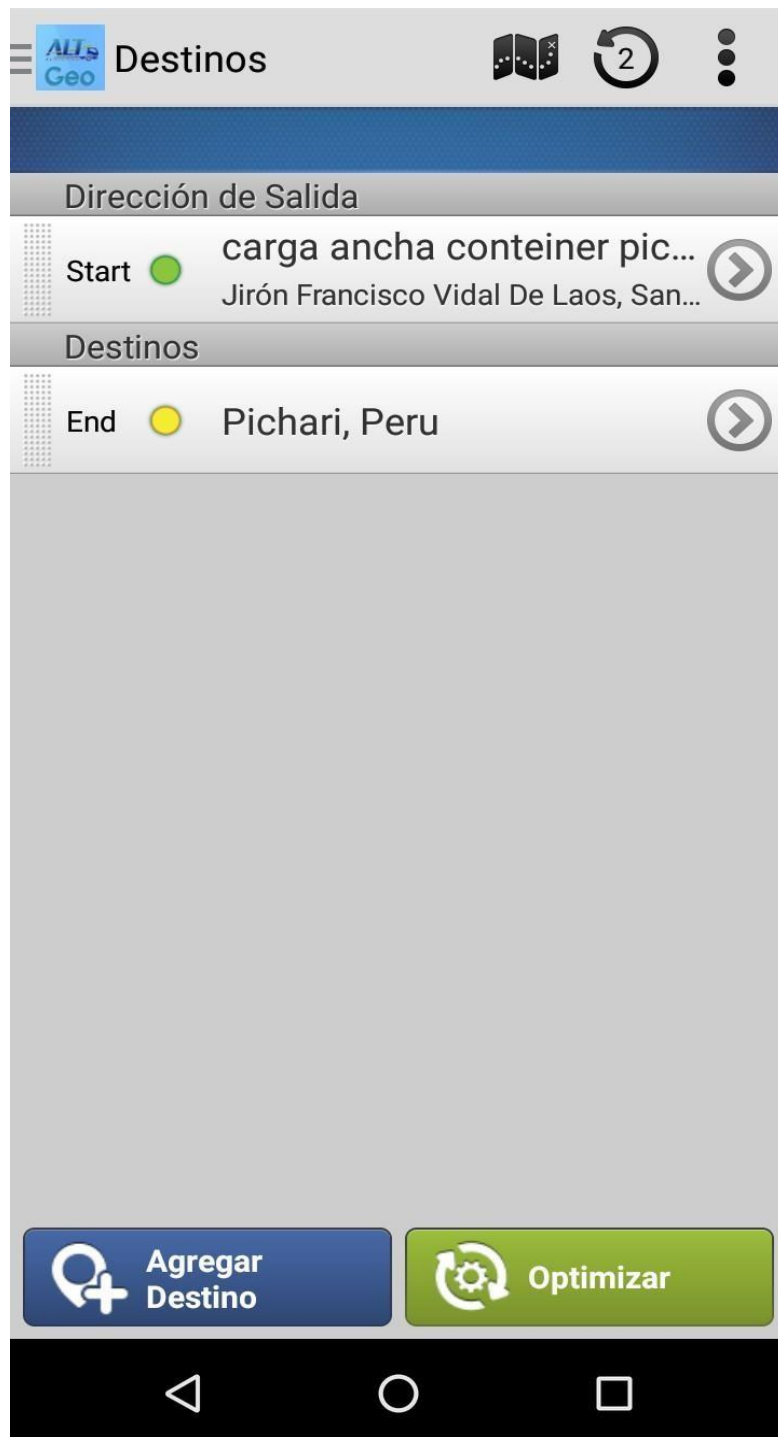 ALTo
Geo
Destinos
2
Dirección de Salida
Start
carga ancha conteiner pic...
Jirón Francisco Vidal De Laos, San...
Destinos
End
Pichari, Peru
Agregar
Destino
Optimizar